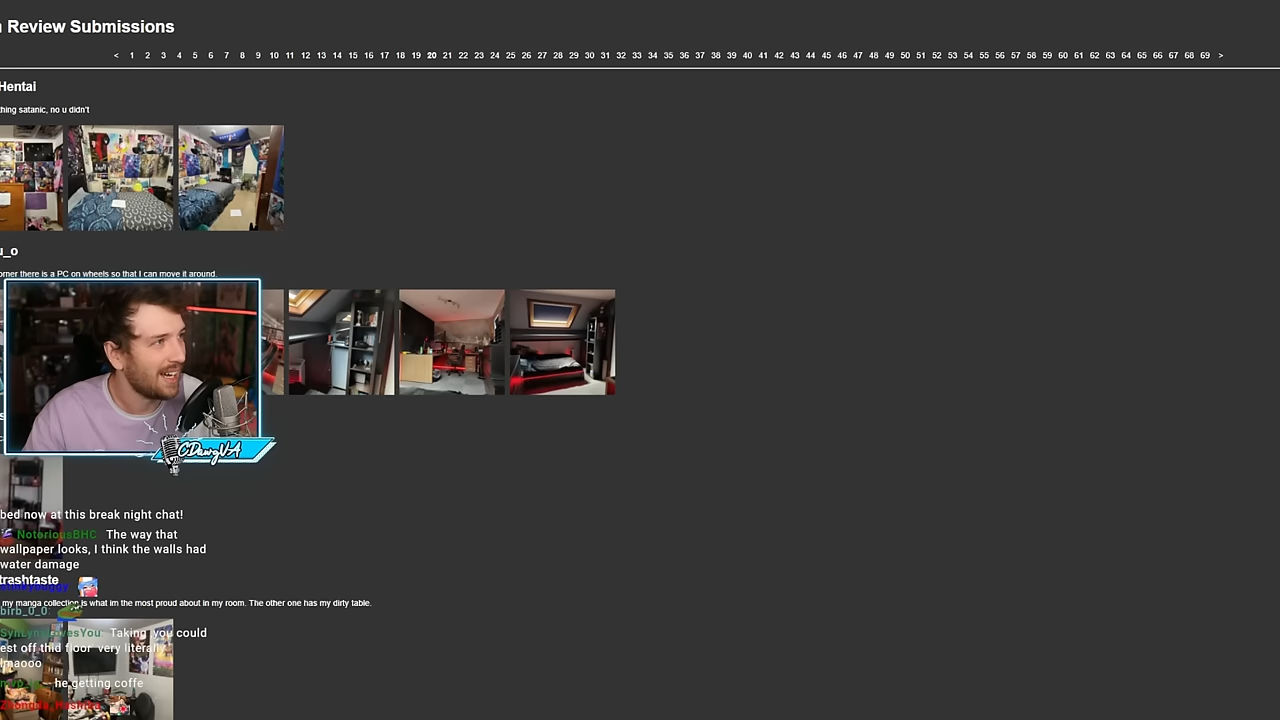 Review Submissions
< 1 2 3 4 5 6 7 8 9 10 11 12 13 14 15 16 17 18 19 20 21 22 23 24 25 26 27 28 29 30 31 32 33 34 35 36 37 38 39 40 41 42 43 44 45 46 47 48 49 50 51 52 53 54 55 56 57 58 59 60 61 62 63 64 65 66 67 68 69 >
Hentai
thing satanic, no u didn't
u_o
orner there is a PC on wheels so that I can move it around.
CDawgVA
bed now at this break night chat!
NotoriousBHC The way that
wallpaper looks, I think the walls had
water damage
trashtaste
my manga collection is what im the most proud about in my room. The other one has my dirty table.
birb_0_0:
Taking you could
est off thid floor very literally
lmaooo
he getting coffe